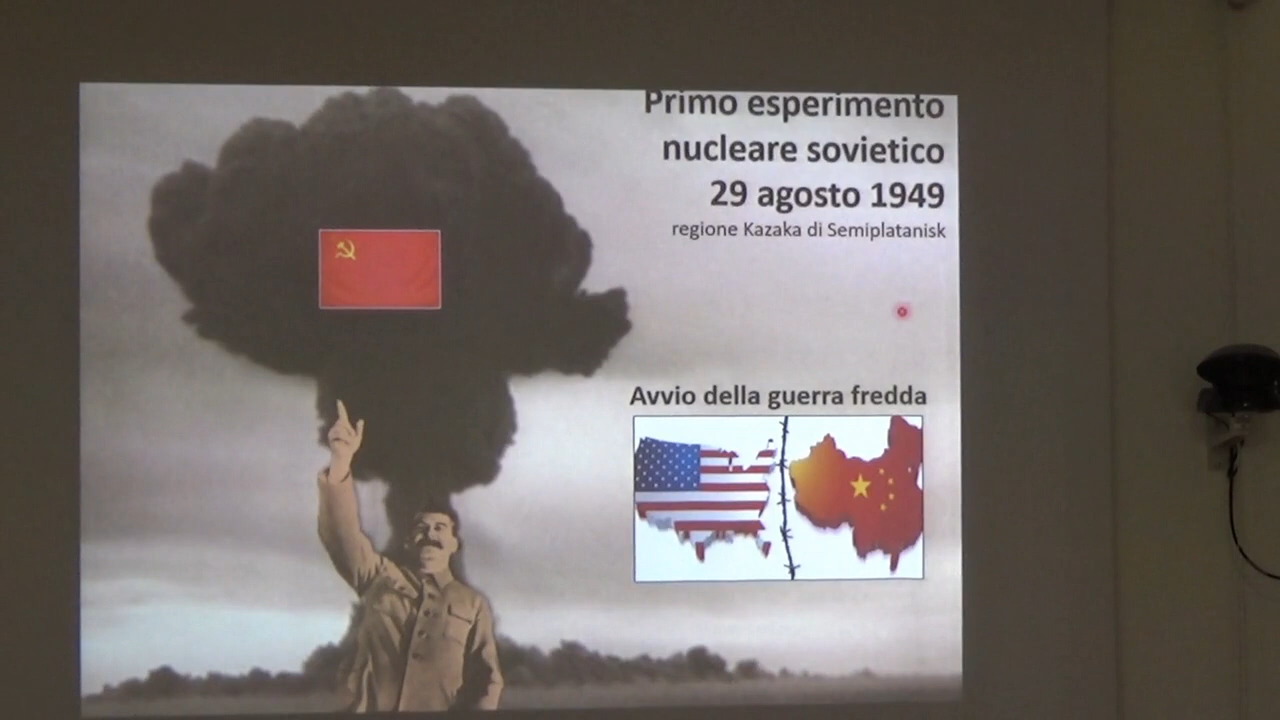 Primo esperimento
nucleare sovietico
29 agosto 1949
regione Kazaka di Semiplatanisk
Avvio della guerra fredda